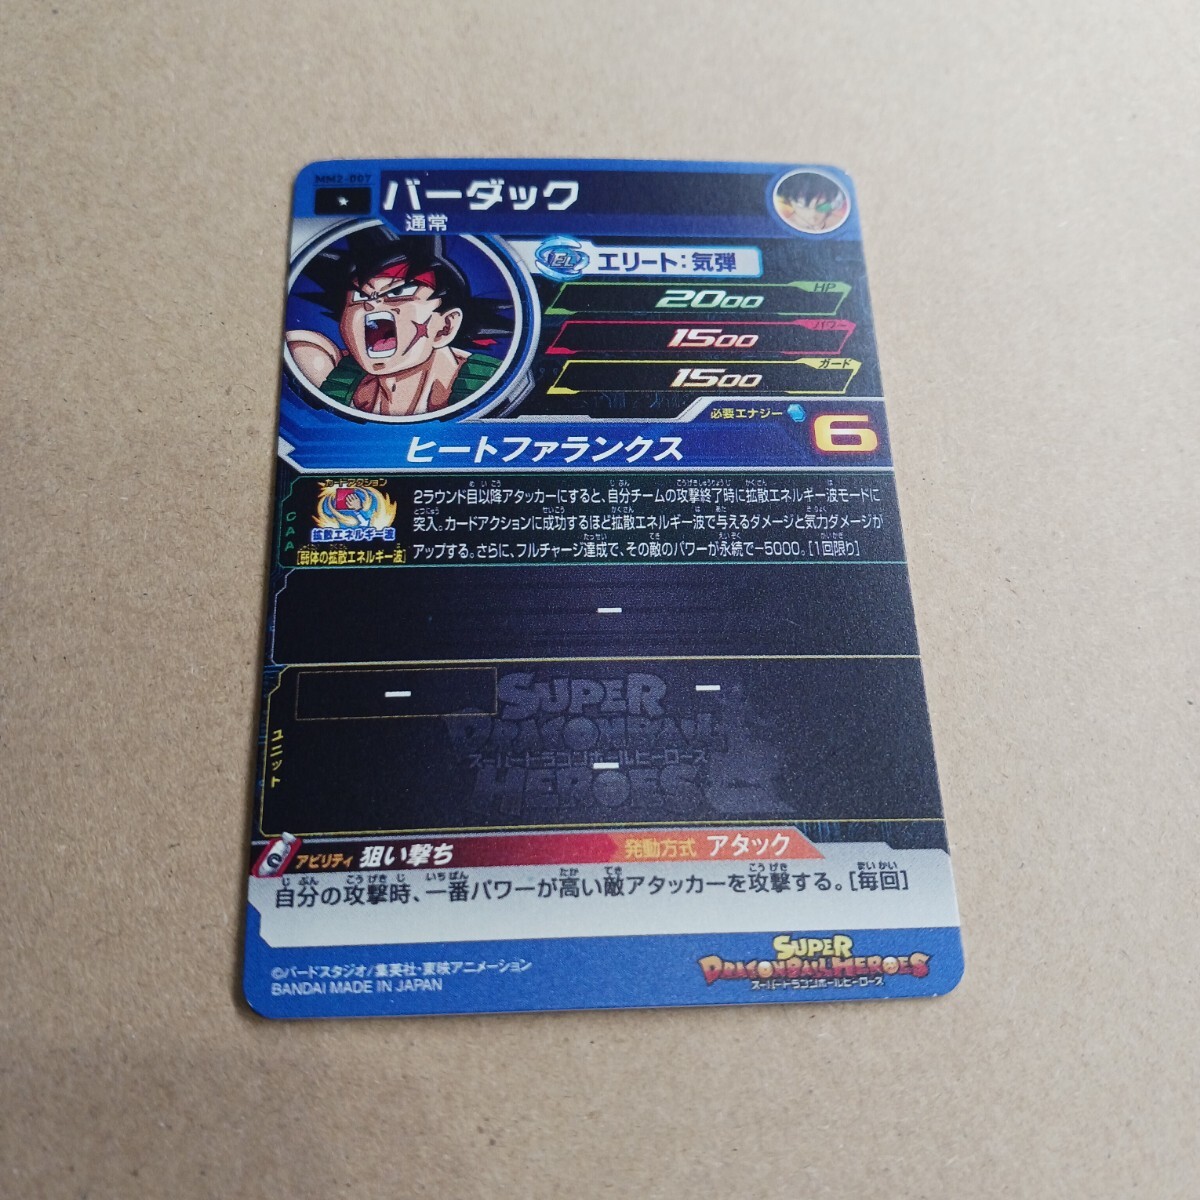 MM2-007
バーダック
通常
EL エリート:気弾
HP
2000
パワー
1500
ガード
1500
必要エナジー 6
ヒートファランクス
CAA
カードアクション
拡散エネルギー波
[弱体の拡散エネルギー波]
2ラウンド目以降アタッカーにすると、自分チームの攻撃終了時に拡散エネルギー波モードに
突入。カードアクションに成功するほど拡散エネルギー波で与えるダメージと気力ダメージが
アップする。さらに、フルチャージ達成で、その敵のパワーが永続で-5000。[1回限り]
ー
ユニット
ー
ー
ー
SUPER
DRAGONBALL
スーパードラゴンボールヒーローズ
HEROES
アビリティ 狙い撃ち
発動方式 アタック
自分の攻撃時、一番パワーが高い敵アタッカーを攻撃する。[毎回]
©バードスタジオ/集英社・東映アニメーション
BANDAI MADE IN JAPAN
SUPER
DRAGONBALL HEROES
スーパードラゴンボールヒーローズ